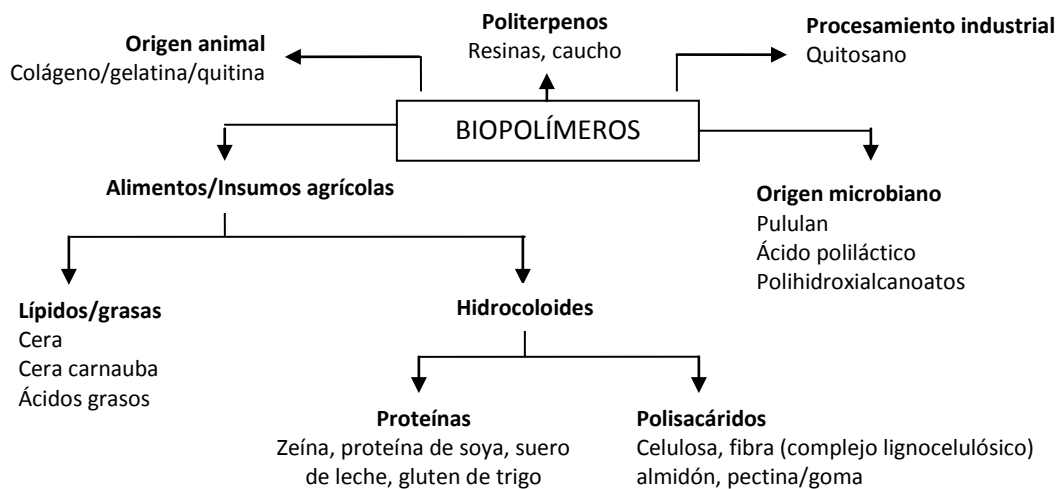 Origen animal
Colágeno/gelatina/quitina
Politerpenos
Resinas, caucho
Procesamiento industrial
Quitosano
BIOPOLÍMEROS
Alimentos/Insumos agrícolas
Origen microbiano
Pululan
Ácido poliláctico
Polihidroxialcanoatos
Lípidos/grasas
Cera
Cera carnauba
Ácidos grasos
Hidrocoloides
Proteínas
Zeína, proteína de soya, suero
de leche, gluten de trigo
Polisacáridos
Celulosa, fibra (complejo lignocelulósico)
almidón, pectina/goma